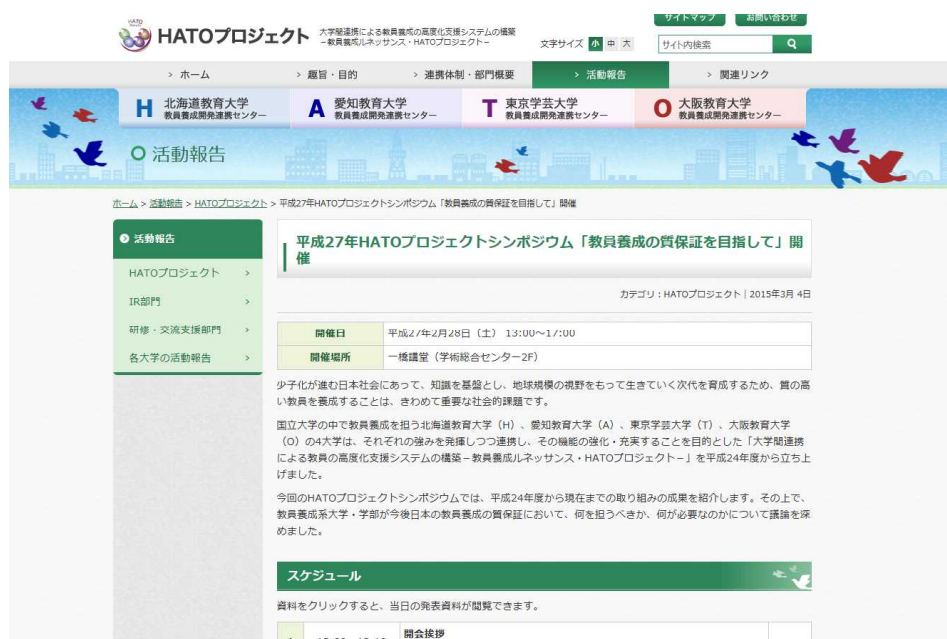 サイトマップ お問い合わせ
HATO
HATOプロジェクト
大学間連携による教員養成の高度化支援システムの構築
－教員養成ルネッサンス・HATOプロジェクト－
文字サイズ 小 中 大 サイト内検索
> ホーム > 趣旨・目的 > 連携体制・部門概要 > 活動報告 > 関連リンク
H 北海道教育大学
教員養成開発連携センター
A 愛知教育大学
教員養成開発連携センター
T 東京学芸大学
教員養成開発連携センター
O 大阪教育大学
教員養成開発連携センター
活動報告
ホーム > 活動報告 > HATOプロジェクト > 平成27年HATOプロジェクトシンポジウム「教員養成の質保証を目指して」開催
活動報告
HATOプロジェクト >
IR部門 >
研修・交流支援部門 >
各大学の活動報告 >
平成27年HATOプロジェクトシンポジウム「教員養成の質保証を目指して」開
催
カテゴリ：HATOプロジェクト｜2015年3月 4日
開催日 平成27年2月28日（土） 13:00～17:00
開催場所 一橋講堂（学術総合センター2F）
少子化が進む日本社会にあって、知識を基盤とし、地球規模の視野をもって生きていく次代を育成するため、質の高
い教員を養成することは、きわめて重要な社会的課題です。
国立大学の中で教員養成を担う北海道教育大学（H）、愛知教育大学（A）、東京学芸大学（T）、大阪教育大学
（O）の4大学は、それぞれの強みを発揮しつつ連携し、その機能の強化・充実することを目的とした「大学間連携
による教員の高度化支援システムの構築－教員養成ルネッサンス・HATOプロジェクト－」を平成24年度から立ち上
げました。
今回のHATOプロジェクトシンポジウムでは、平成24年度から現在までの取り組みの成果を紹介します。その上で、
教員養成系大学・学部が今後日本の教員養成の質保証において、何を担うべきか、何が必要なのかについて議論を深
めました。
スケジュール
資料をクリックすると、当日の発表資料が閲覧できます。
開会挨拶